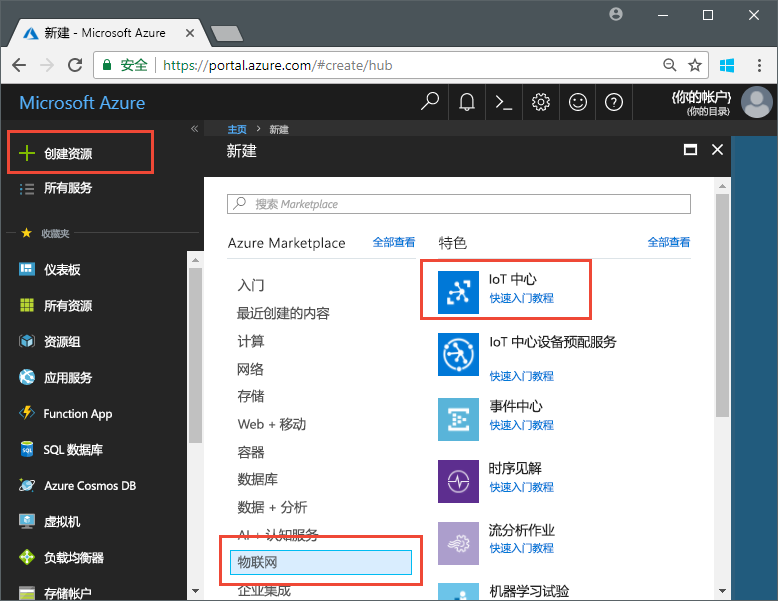 新建 - Microsoft Azure
安全
https://portal.azure.com/#create/hub
Microsoft Azure
{你的帐户}
{你的目录}
创建资源
所有服务
收藏夹
仪表板
所有资源
资源组
应用服务
Function App
SQL 数据库
Azure Cosmos DB
虚拟机
负载均衡器
存储帐户
主页 > 新建
新建
搜索 Marketplace
Azure Marketplace 全部查看
入门
最近创建的内容
计算
网络
存储
Web + 移动
容器
数据库
数据 + 分析
AI + 认知服务
物联网
企业集成
特色 全部查看
IoT 中心
快速入门教程
IoT 中心设备预配服务
快速入门教程
事件中心
快速入门教程
时序见解
快速入门教程
流分析作业
快速入门教程
机器学习试验